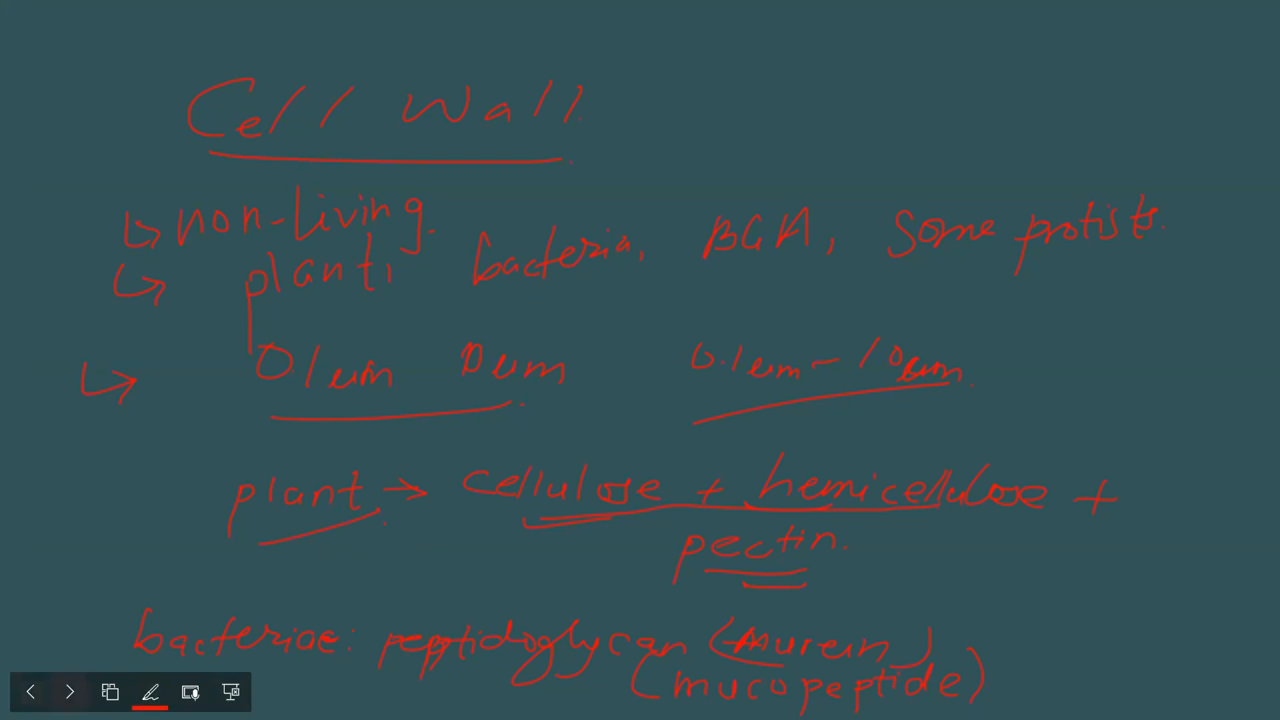 Cell Wall
↳ non-living.
↳ plant, bacteria, BGA, Some protists.
↳ 0.1um 10um 0.1um - 10um
plant → cellulose + hemicellulose +
pectin.
bacteriae: peptidoglycan (murein)
(mucopeptide)